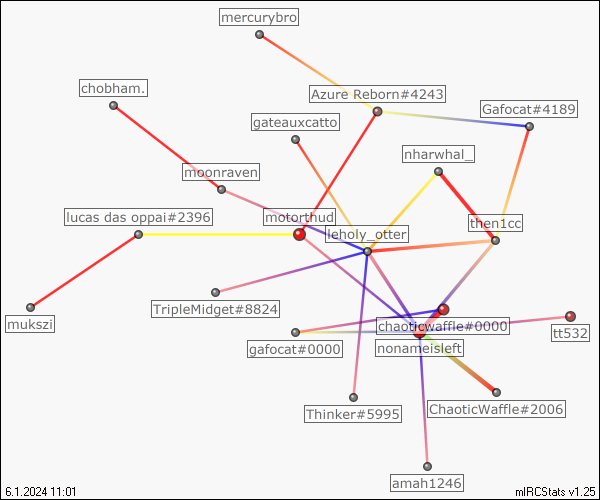 mercurybro
chobham.
Azure Reborn#4243
Gafocat#4189
gateauxcatto
nharwhal_
moonraven
lucas das oppai#2396
motorthud
then1cc
leholy_otter
TripleMidget#8824
mukszi
chaoticwaffle#0000
tt532
gafocat#0000
nonameisleft
Thinker#5995
ChaoticWaffle#2006
amah1246
6.1.2024 11:01
mIRCStats v1.25